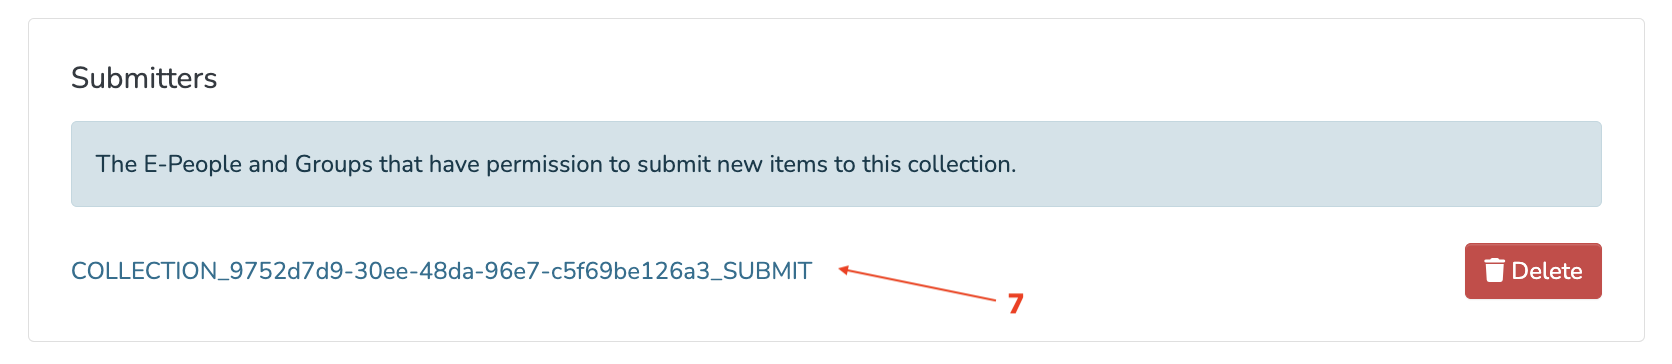 Submitters
The E-People and Groups that have permission to submit new items to this collection.
COLLECTION_9752d7d9-30ee-48da-96e7-c5f69be126a3_SUBMIT
Delete
7